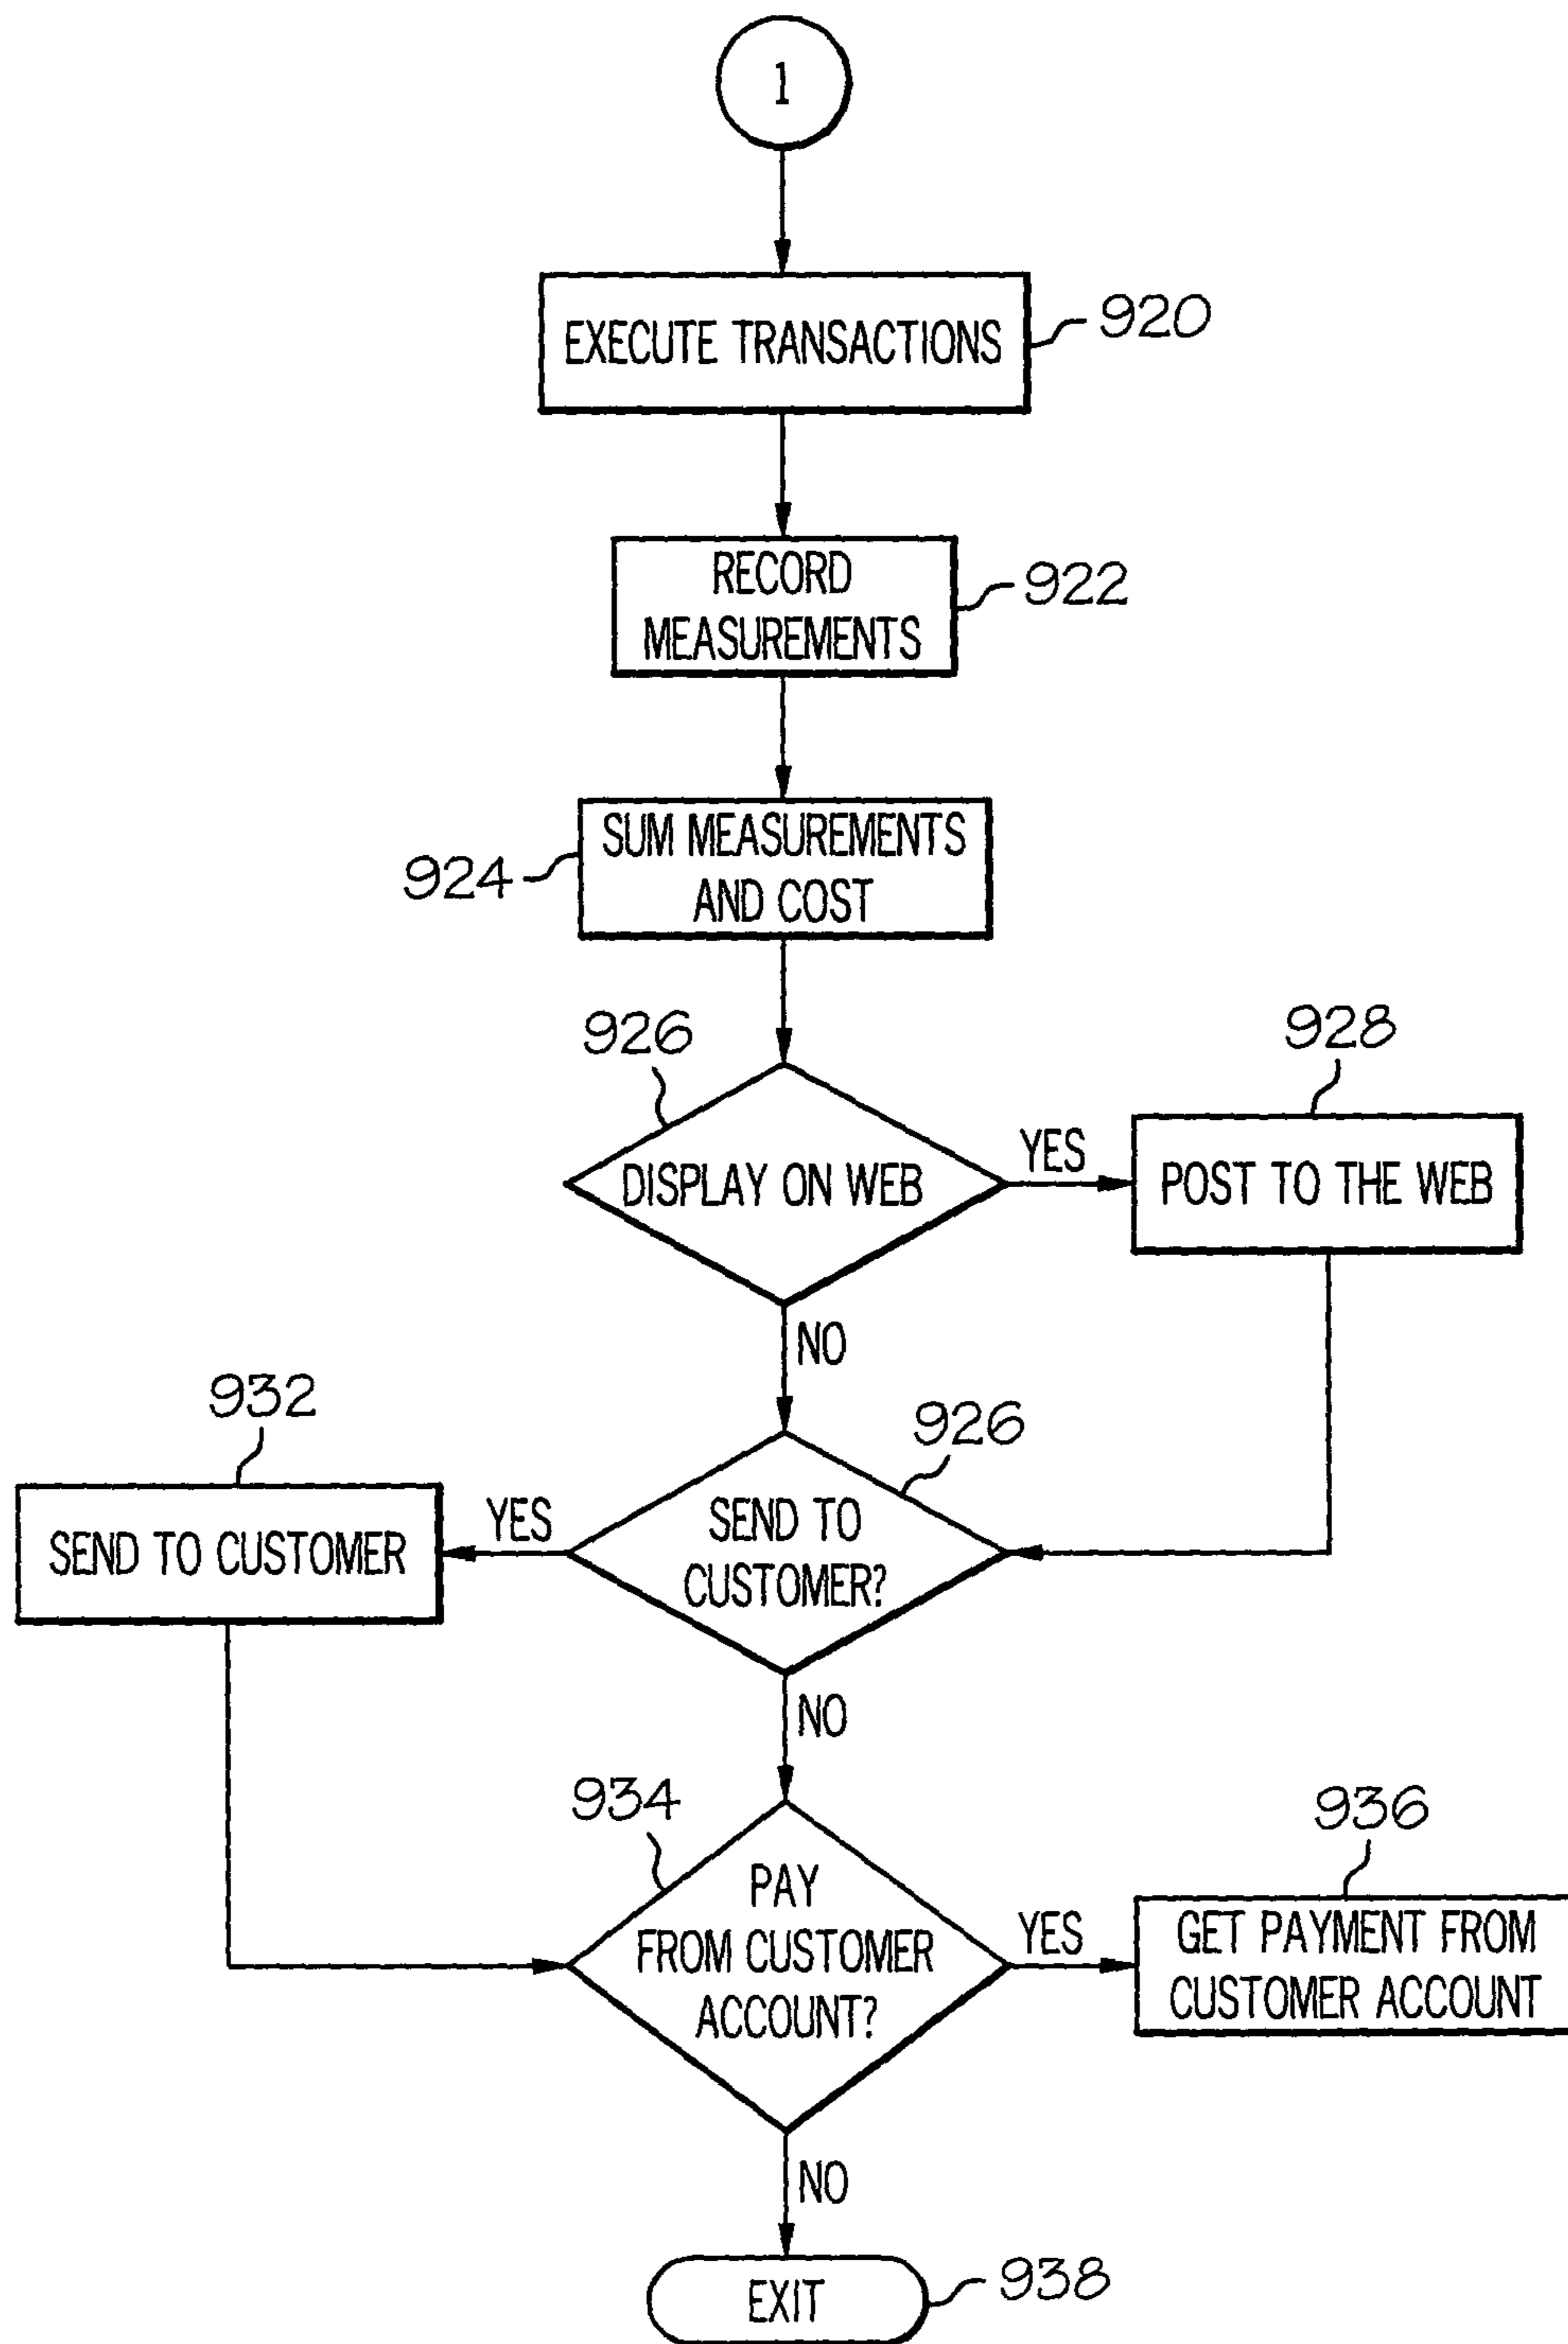 1
EXECUTE TRANSACTIONS
920
RECORD
MEASUREMENTS
922
SUM MEASUREMENTS
AND COST
924
926
DISPLAY ON WEB
YES
928
POST TO THE WEB
NO
932
SEND TO CUSTOMER
YES
926
SEND TO
CUSTOMER?
NO
934
PAY
FROM CUSTOMER
ACCOUNT?
YES
936
GET PAYMENT FROM
CUSTOMER ACCOUNT
NO
EXIT
938